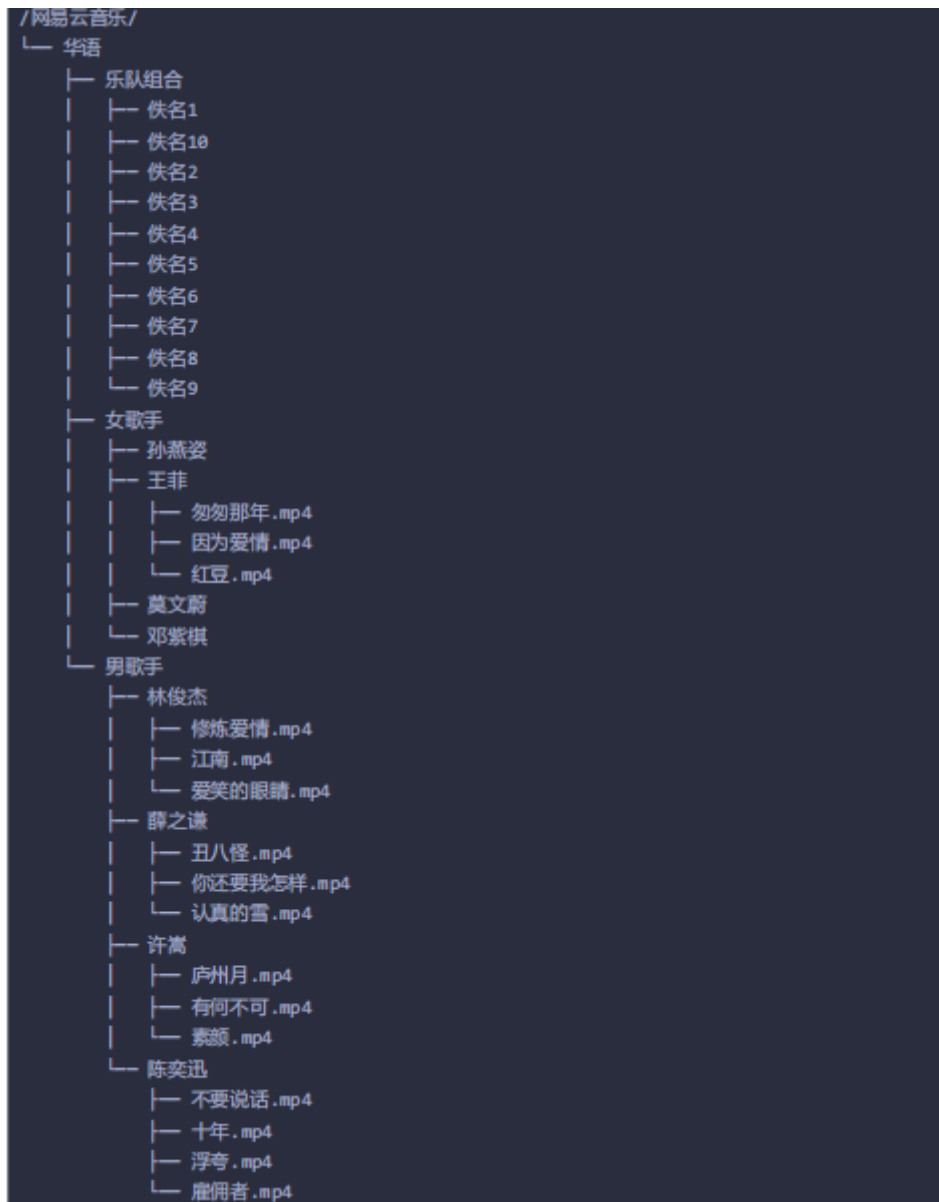 /网易云音乐/
└── 华语
    ├── 乐队组合
    │   ├── 佚名1
    │   ├── 佚名10
    │   ├── 佚名2
    │   ├── 佚名3
    │   ├── 佚名4
    │   ├── 佚名5
    │   ├── 佚名6
    │   ├── 佚名7
    │   ├── 佚名8
    │   └── 佚名9
    ├── 女歌手
    │   ├── 孙燕姿
    │   ├── 王菲
    │   │   ├── 匆匆那年.mp4
    │   │   ├── 因为爱情.mp4
    │   │   └── 红豆.mp4
    │   ├── 莫文蔚
    │   └── 邓紫棋
    └── 男歌手
        ├── 林俊杰
        │   ├── 修炼爱情.mp4
        │   ├── 江南.mp4
        │   └── 爱笑的眼睛.mp4
        ├── 薛之谦
        │   ├── 丑八怪.mp4
        │   ├── 你还要我怎样.mp4
        │   └── 认真的雪.mp4
        ├── 许嵩
        │   ├── 庐州月.mp4
        │   ├── 有何不可.mp4
        │   └── 素颜.mp4
        └── 陈奕迅
            ├── 不要说话.mp4
            ├── 十年.mp4
            ├── 浮夸.mp4
            └── 雇佣者.mp4